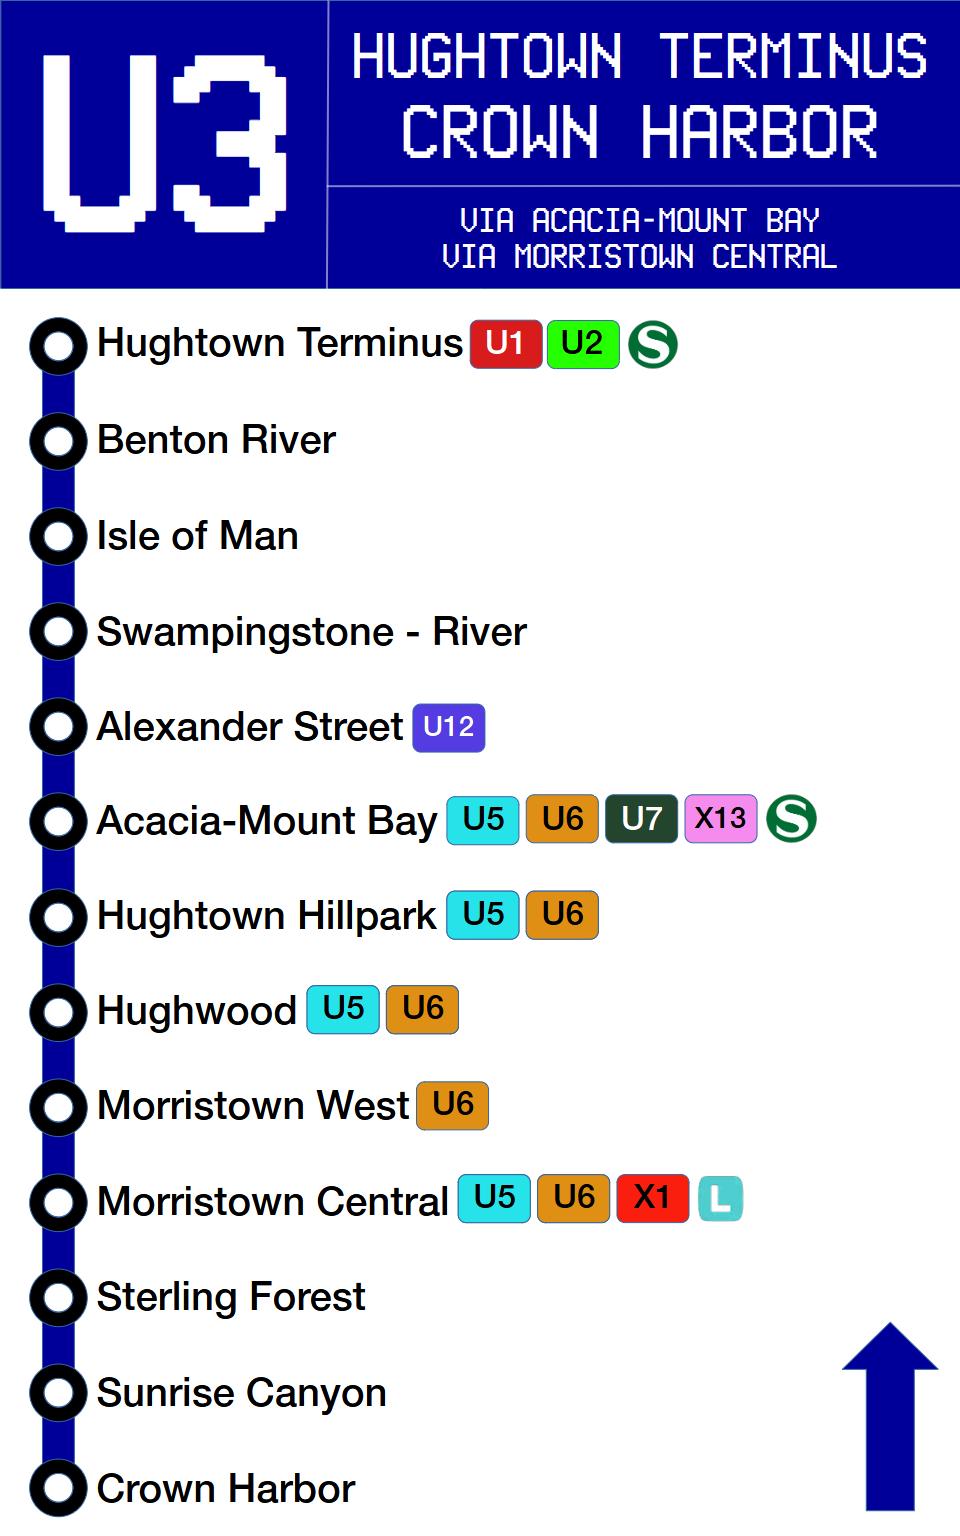 U3
HUGHTOWN TERMINUS
CROWN HARBOR
VIA ACACIA-MOUNT BAY
VIA MORRISTOWN CENTRAL
Hughtown Terminus U1 U2 S
Benton River
Isle of Man
Swampingstone - River
Alexander Street U12
Acacia-Mount Bay U5 U6 U7 X13 S
Hughtown Hillpark U5 U6
Hughwood U5 U6
Morristown West U6
Morristown Central U5 U6 X1 L
Sterling Forest
Sunrise Canyon
Crown Harbor